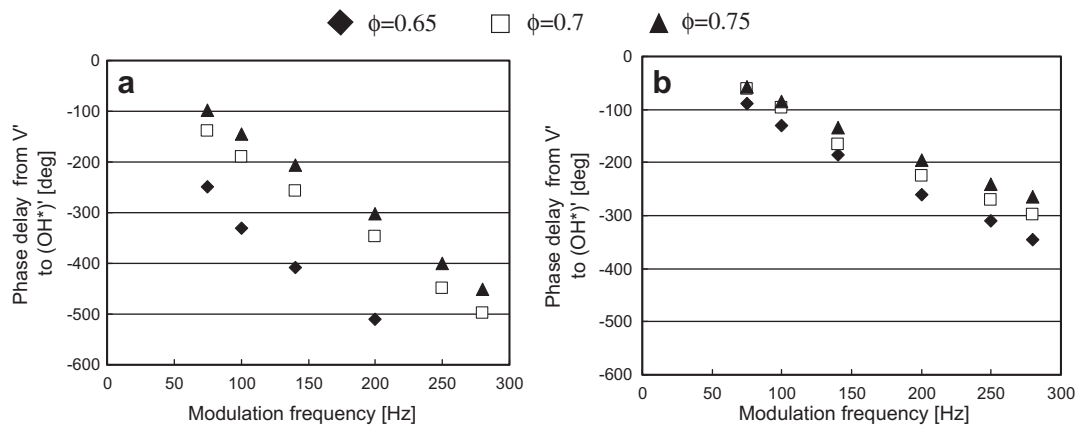 ϕ=0.65 ϕ=0.7 ϕ=0.75
a
0
-100
-200
-300
-400
-500
-600
0 50 100 150 200 250 300
Modulation frequency [Hz]
Phase delay from V'
to (OH*)' [deg]
b
0
-100
-200
-300
-400
-500
-600
0 50 100 150 200 250 300
Modulation frequency [Hz]
Phase delay from V'
to (OH*)' [deg]